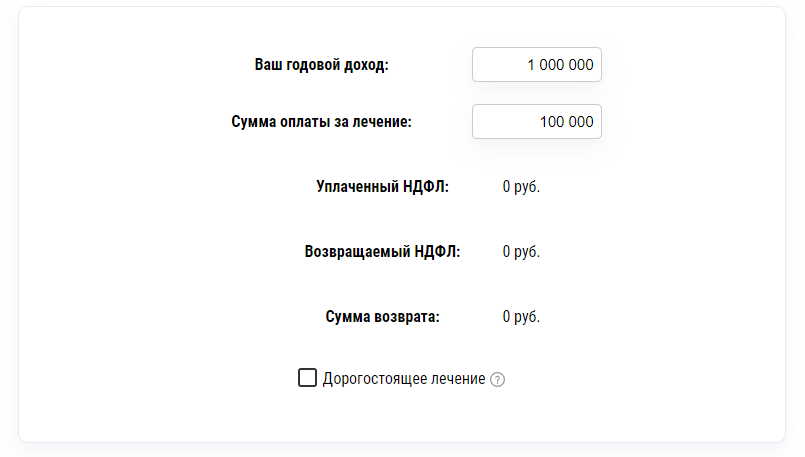 Ваш годовой доход: 1 000 000
Сумма оплаты за лечение: 100 000
Уплаченный НДФЛ: 0 руб.
Возвращаемый НДФЛ: 0 руб.
Сумма возврата: 0 руб.
Дорогостоящее лечение ?